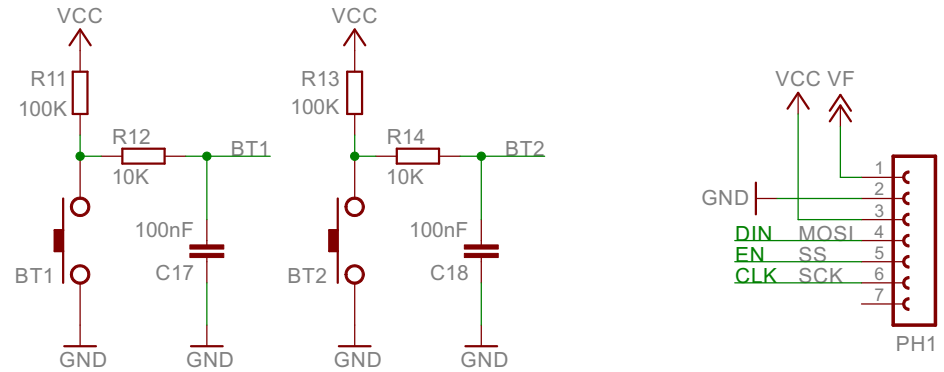 VCC
R11
100K
R12
10K
BT1
100nF
C17
BT1
GND
GND
VCC
R13
100K
R14
10K
BT2
100nF
C18
BT2
GND
GND
VCC VF
1
GND 2
3
DIN MOSI 4
EN SS 5
CLK SCK 6
7
PH1